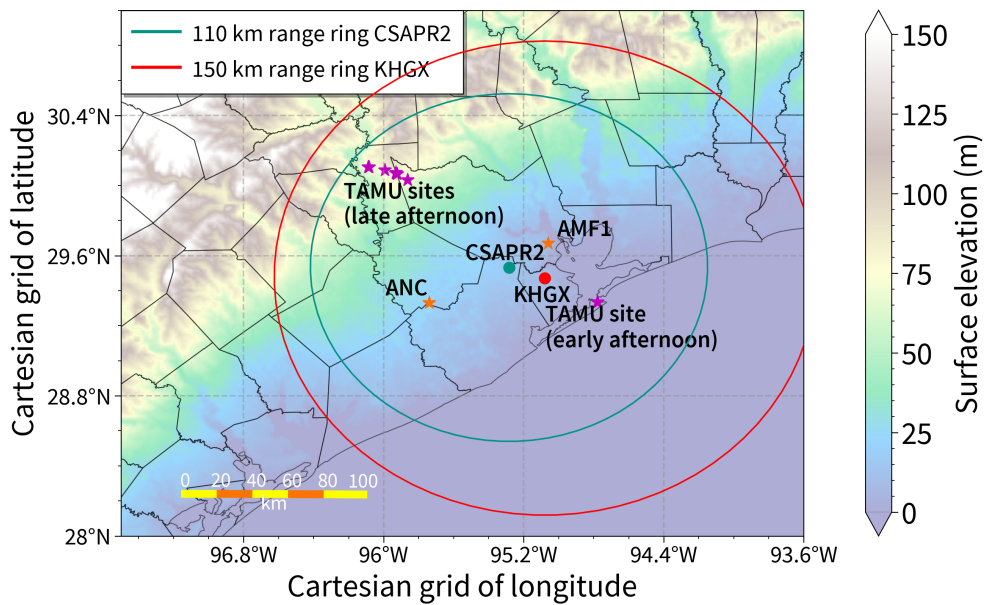 110 km range ring CSAPR2
150 km range ring KHGX
Cartesian grid of latitude
30.4°N
29.6°N
28.8°N
28°N
TAMU sites
(late afternoon)
AMF1
CSAPR2
ANC
KHGX
TAMU site
(early afternoon)
0 20 40 60 80 100
km
96.8°W 96°W 95.2°W 94.4°W 93.6°W
Cartesian grid of longitude
150
125
100
75
50
25
0
Surface elevation (m)